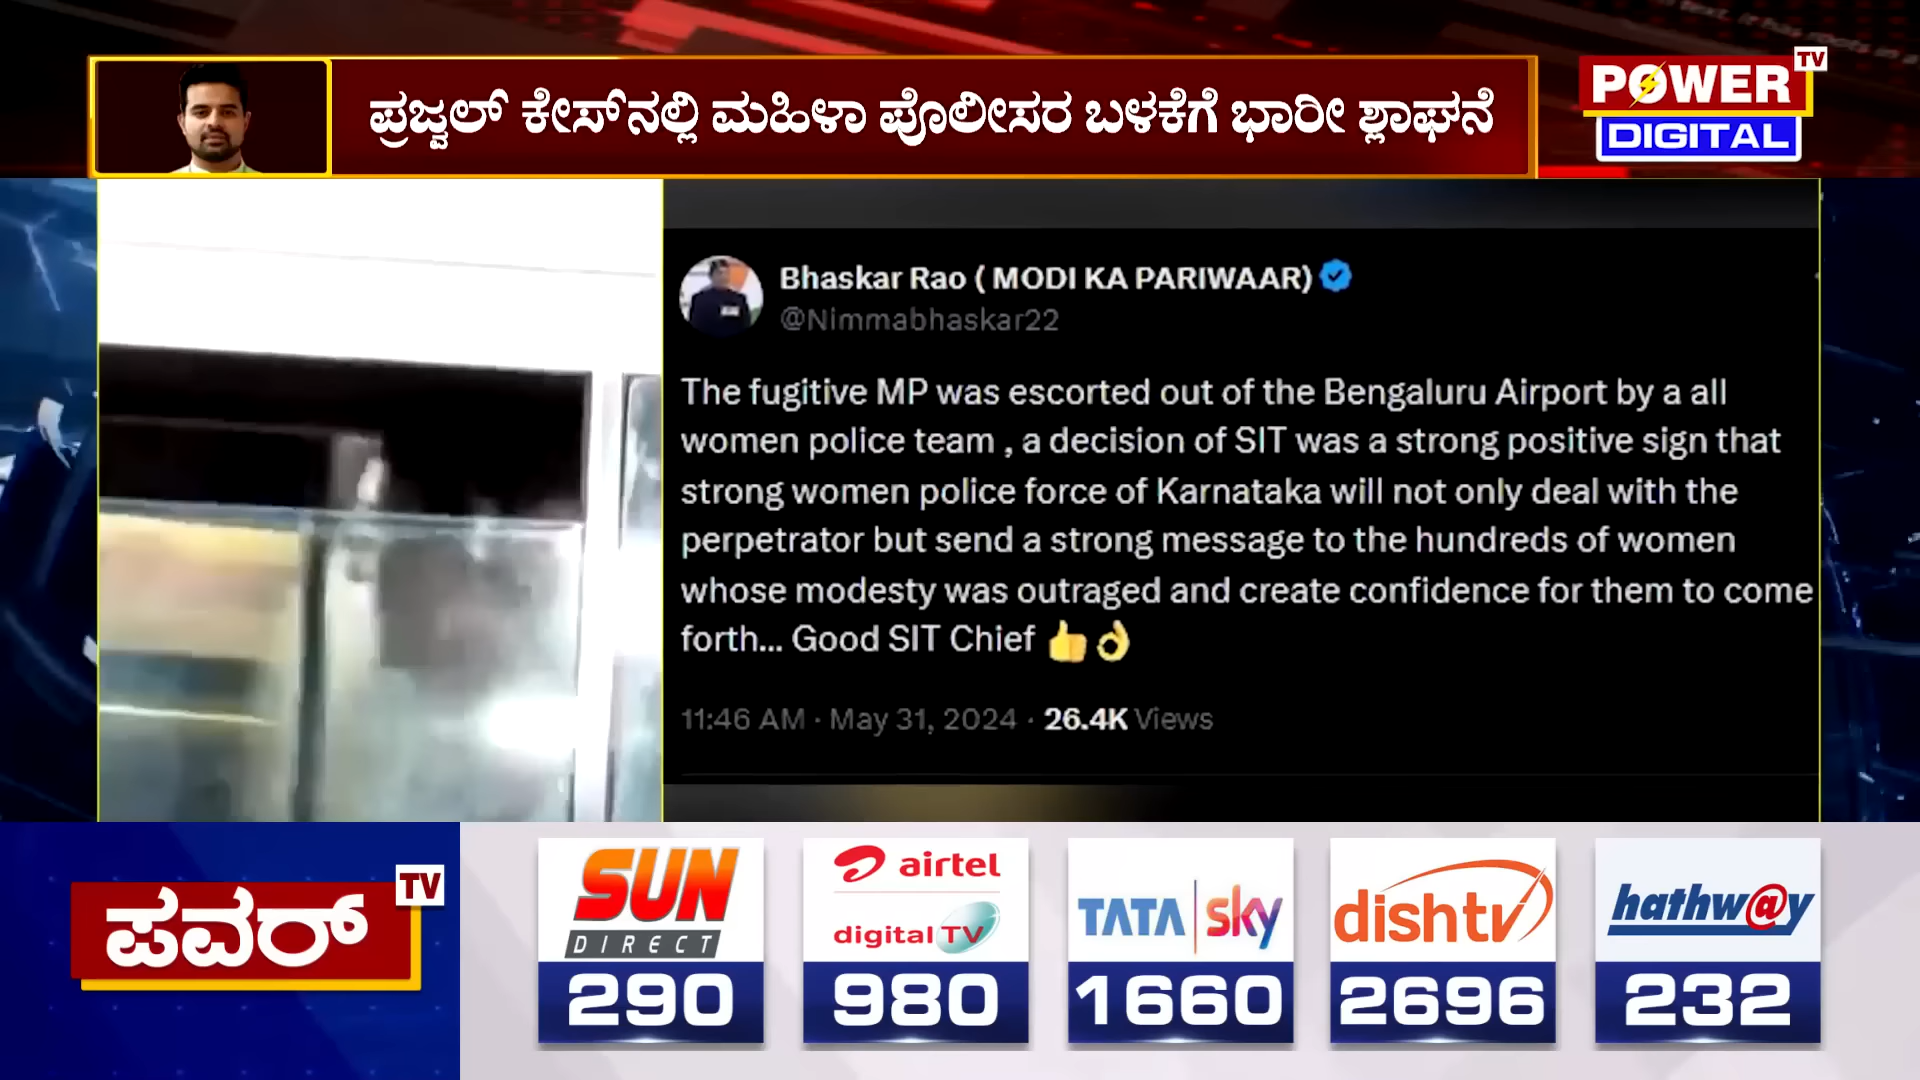 ಪ್ರಜ್ವಲ್ ಕೇಸ್‌ನಲ್ಲಿ ಮಹಿಳಾ ಪೊಲೀಸರ ಬಳಕೆಗೆ ಭಾರೀ ಶ್ಲಾಘನೆ
POWER TV
DIGITAL
Bhaskar Rao ( MODI KA PARIWAAR)
@Nimmabhaskar22
The fugitive MP was escorted out of the Bengaluru Airport by a all
women police team , a decision of SIT was a strong positive sign that
strong women police force of Karnataka will not only deal with the
perpetrator but send a strong message to the hundreds of women
whose modesty was outraged and create confidence for them to come
forth... Good SIT Chief 👍👌
11:46 AM · May 31, 2024 · 26.4K Views
ಪವರ್ TV
SUN
DIRECT
290
airtel
digital TV
980
TATA sky
1660
dishtv
2696
hathw@y
232